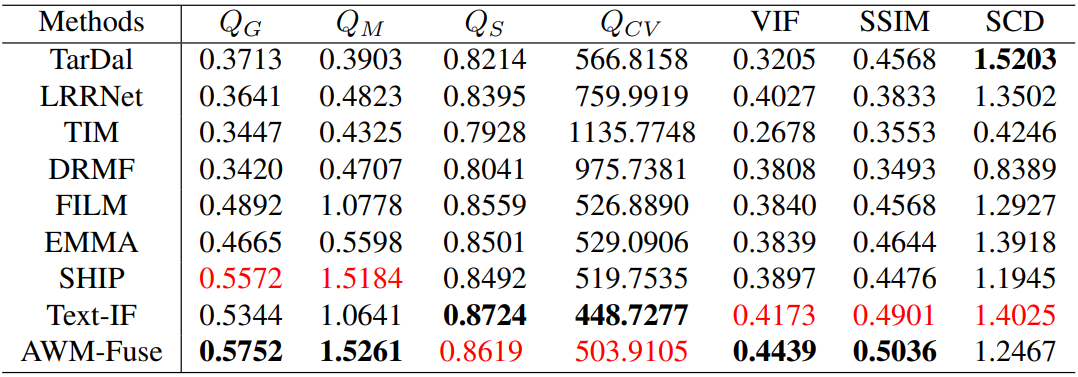 Methods Q_G Q_M Q_S Q_CV VIF SSIM SCD
TarDal 0.3713 0.3903 0.8214 566.8158 0.3205 0.4568 1.5203
LRRNet 0.3641 0.4823 0.8395 759.9919 0.4027 0.3833 1.3502
TIM 0.3447 0.4325 0.7928 1135.7748 0.2678 0.3553 0.4246
DRMF 0.3420 0.4707 0.8041 975.7381 0.3808 0.3493 0.8389
FILM 0.4892 1.0778 0.8559 526.8890 0.3840 0.4568 1.2927
EMMA 0.4665 0.5598 0.8501 529.0906 0.3839 0.4644 1.3918
SHIP 0.5572 1.5184 0.8492 519.7535 0.3897 0.4476 1.1945
Text-IF 0.5344 1.0641 0.8724 448.7277 0.4173 0.4901 1.4025
AWM-Fuse 0.5752 1.5261 0.8619 503.9105 0.4439 0.5036 1.2467